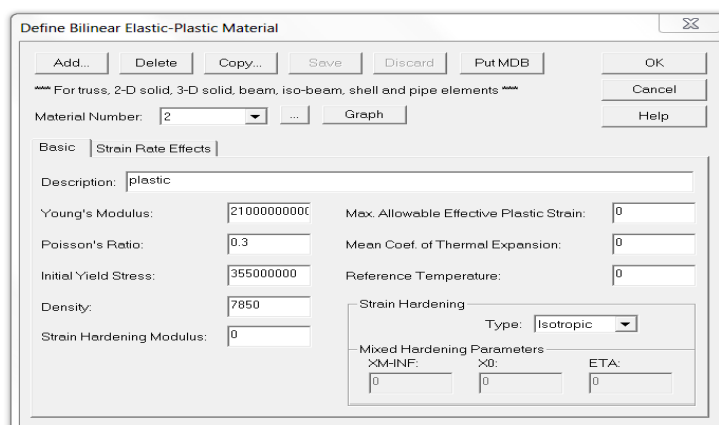 Define Bilinear Elastic-Plastic Material
Add... Delete Copy... Save Discard Put MDB OK
*** For truss, 2-D solid, 3-D solid, beam, iso-beam, shell and pipe elements *** Cancel
Material Number: 2 ... Graph Help
Basic Strain Rate Effects
Description: plastic
Young's Modulus: 21000000000 Max. Allowable Effective Plastic Strain: 0
Poisson's Ratio: 0.3 Mean Coef. of Thermal Expansion: 0
Initial Yield Stress: 355000000 Reference Temperature: 0
Density: 7850 Strain Hardening
Strain Hardening Modulus: 0 Type: Isotropic
Mixed Hardening Parameters
XM-INF: X0: ETA:
0 0 0